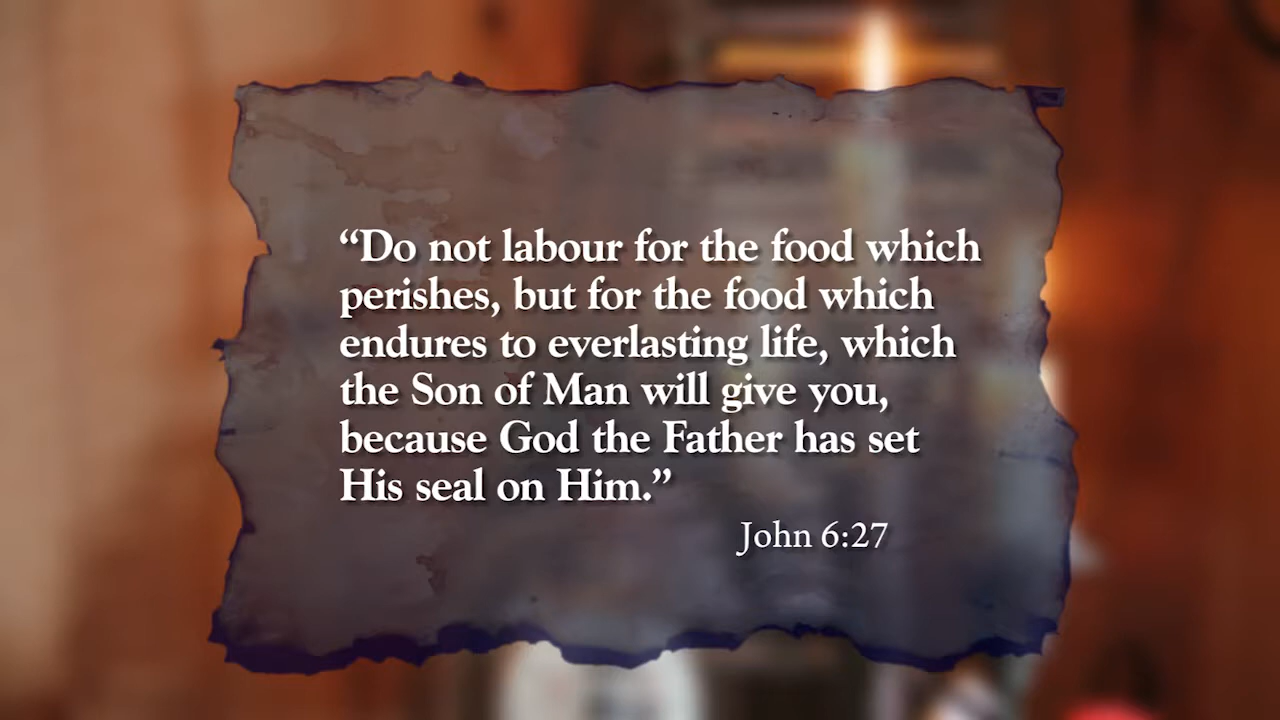 “Do not labour for the food which
perishes, but for the food which
endures to everlasting life, which
the Son of Man will give you,
because God the Father has set
His seal on Him.”
John 6:27